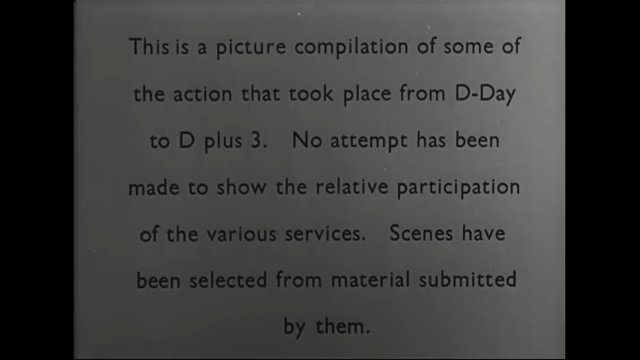 This is a picture compilation of some of
the action that took place from D-Day
to D plus 3. No attempt has been
made to show the relative participation
of the various services. Scenes have
been selected from material submitted
by them.